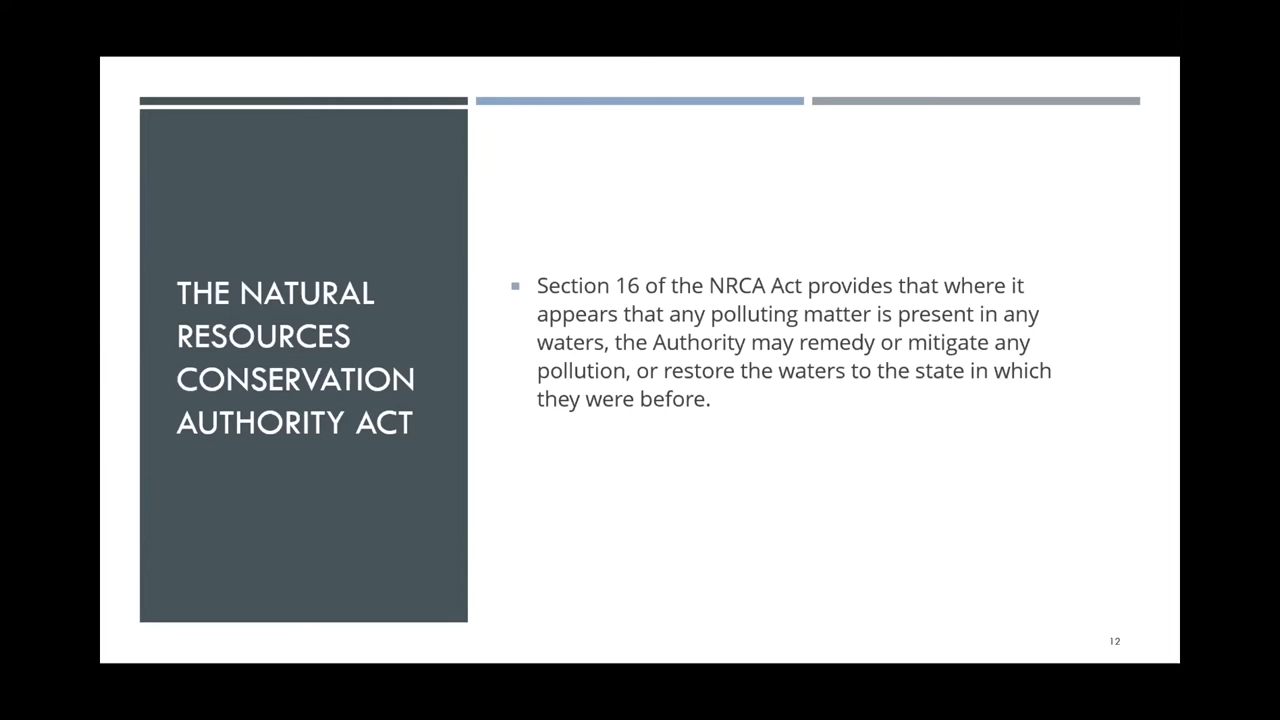 THE NATURAL
RESOURCES
CONSERVATION
AUTHORITY ACT
Section 16 of the NRCA Act provides that where it
appears that any polluting matter is present in any
waters, the Authority may remedy or mitigate any
pollution, or restore the waters to the state in which
they were before.
12